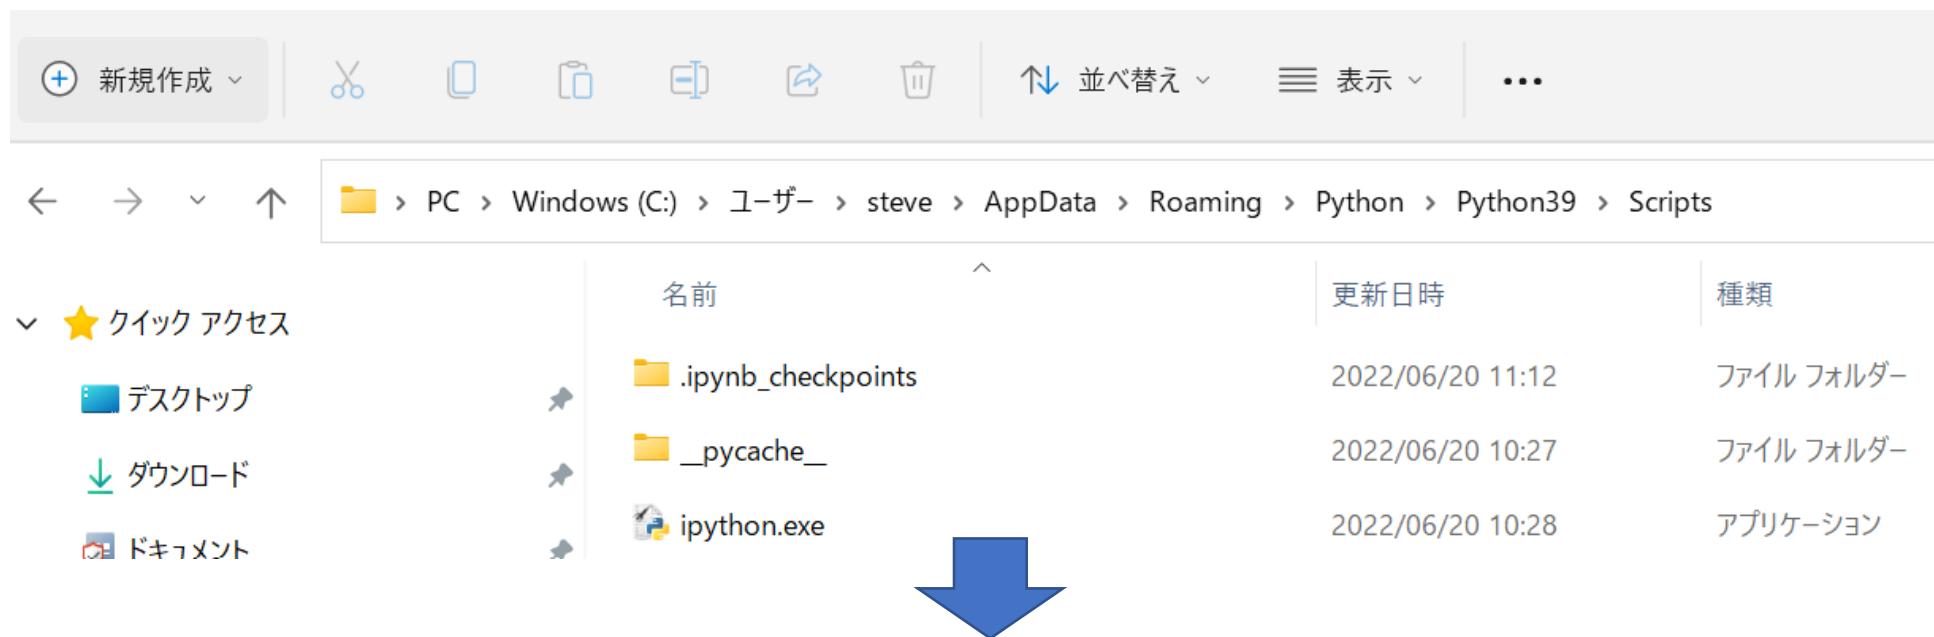 新規作成 並べ替え 表示
PC > Windows (C:) > ユーザー > steve > AppData > Roaming > Python > Python39 > Scripts
名前 更新日時 種類
クイック アクセス
デスクトップ
ダウンロード
ドキュメント
.ipynb_checkpoints 2022/06/20 11:12 ファイル フォルダー
__pycache__ 2022/06/20 10:27 ファイル フォルダー
ipython.exe 2022/06/20 10:28 アプリケーション